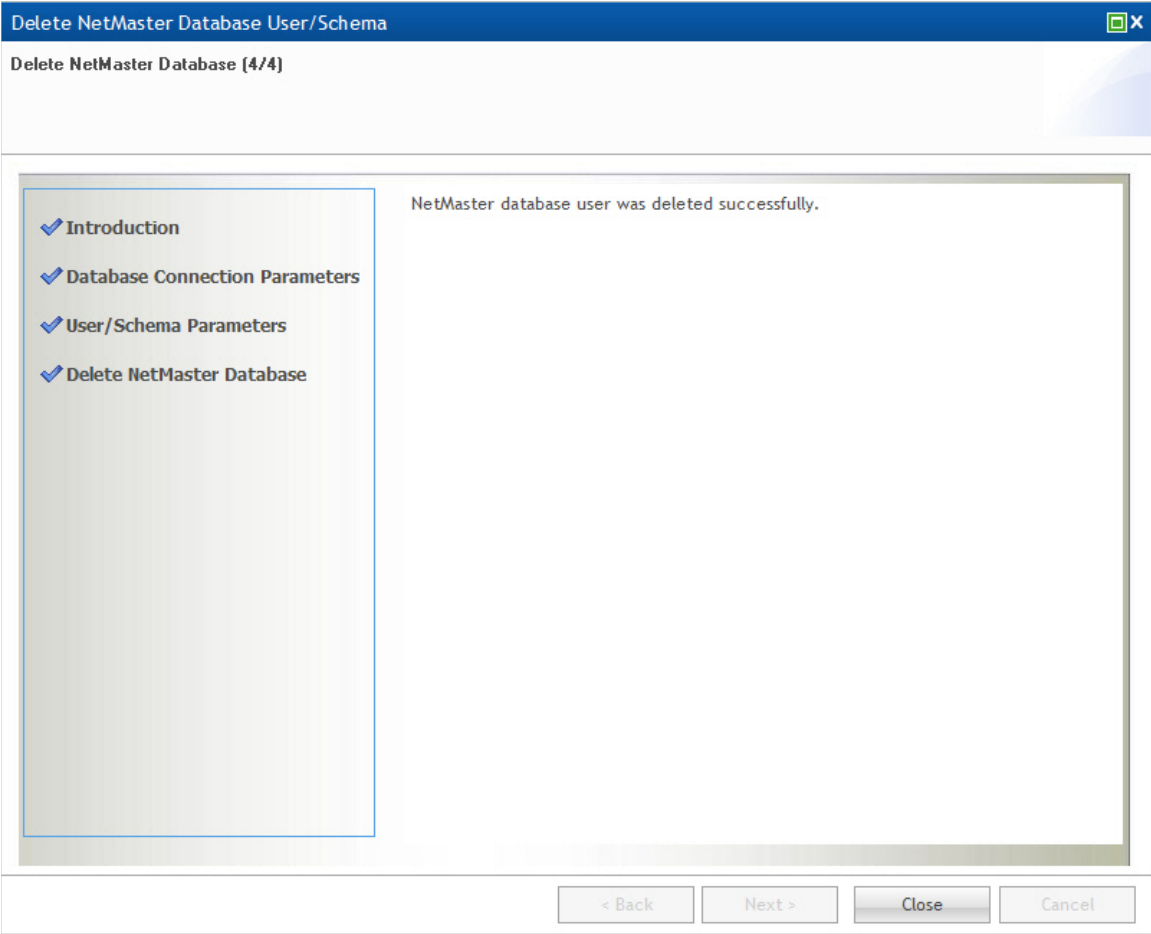 Delete NetMaster Database User/Schema
Delete NetMaster Database (4/4)
Introduction
Database Connection Parameters
User/Schema Parameters
Delete NetMaster Database
NetMaster database user was deleted successfully.
< Back
Next >
Close
Cancel